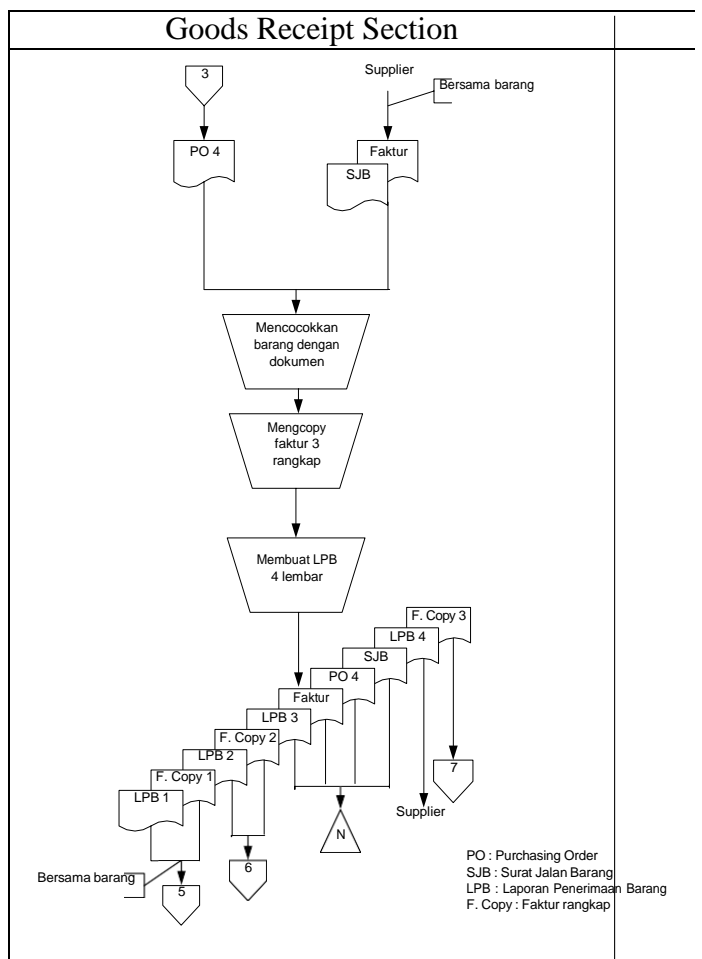 Goods Receipt Section
3
Supplier
Bersama barang
PO 4
Faktur
SJB
Mencocokkan
barang dengan
dokumen
Mengcopy
faktur 3
rangkap
Membuat LPB
4 lembar
F. Copy 3
LPB 4
SJB
PO 4
Faktur
LPB 3
F. Copy 2
LPB 2
F. Copy 1
LPB 1
7
Supplier
N
6
Bersama barang
5
PO : Purchasing Order
SJB : Surat Jalan Barang
LPB : Laporan Penerimaan Barang
F. Copy : Faktur rangkap